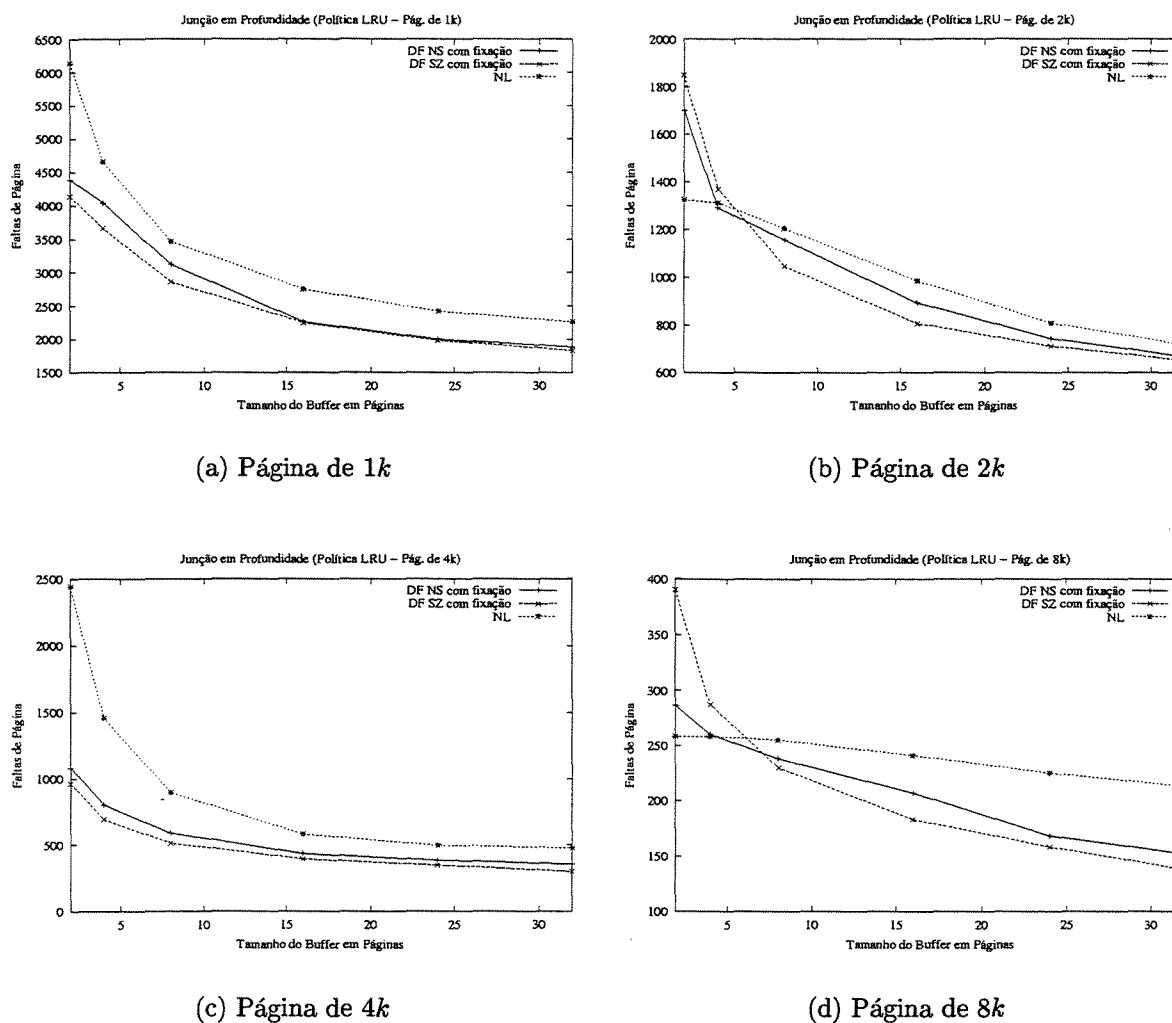 Junção em Profundidade (Política LRU – Pág. de 1k)
6500
6000
5500
5000
4500
4000
3500
3000
2500
2000
1500
5
10
15
20
25
30
Faltas de Página
Tamanho do Buffer em Páginas
DF NS com fixação
DF SZ com fixação
NL
(a) Página de 1k
Junção em Profundidade (Política LRU – Pág. de 2k)
2000
1800
1600
1400
1200
1000
800
600
5
10
15
20
25
30
Faltas de Página
Tamanho do Buffer em Páginas
DF NS com fixação
DF SZ com fixação
NL
(b) Página de 2k
Junção em Profundidade (Política LRU – Pág. de 4k)
2500
2000
1500
1000
500
0
5
10
15
20
25
30
Faltas de Página
Tamanho do Buffer em Páginas
DF NS com fixação
DF SZ com fixação
NL
(c) Página de 4k
Junção em Profundidade (Política LRU – Pág. de 8k)
400
350
300
250
200
150
100
5
10
15
20
25
30
Faltas de Página
Tamanho do Buffer em Páginas
DF NS com fixação
DF SZ com fixação
NL
(d) Página de 8k